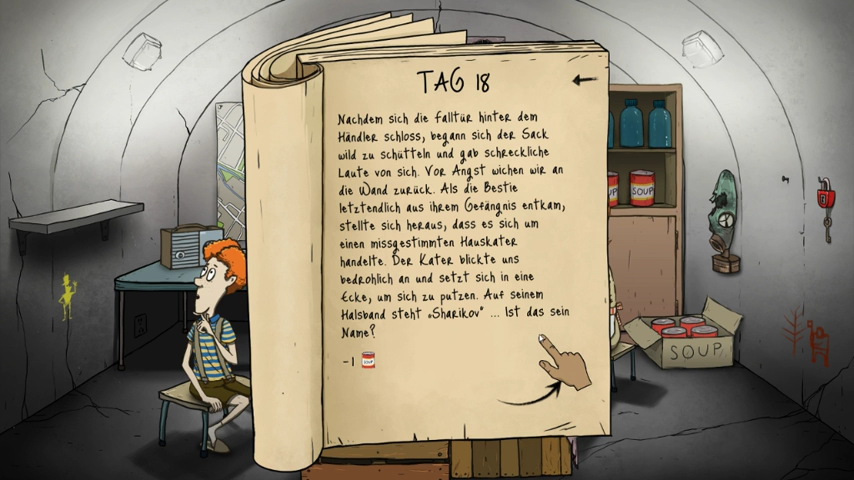 TAG 18
Nachdem sich die Falltür hinter dem
Händler schloss, begann sich der Sack
wild zu schütteln und gab schreckliche
Laute von sich. Vor Angst wichen wir an
die Wand zurück. Als die Bestie
letztendlich aus ihrem Gefängnis entkam,
stellte sich heraus, dass es sich um
einen missgestimmten Hauskater
handelte. Der Kater blickte uns
bedrohlich an und setzt sich in eine
Ecke, um sich zu putzen. Auf seinem
Halsband steht „Sharikov" ... Ist das sein
Name?
-1
SOUP
SOUP
SOUP
SOUP